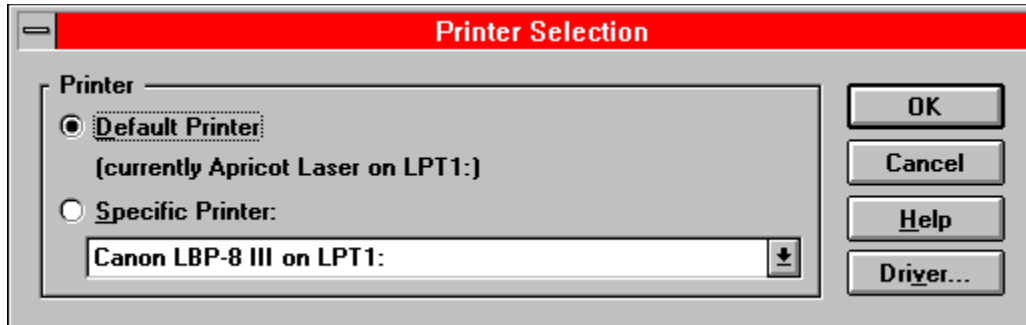 Printer Selection
Printer
Default Printer
(currently Apricot Laser on LPT1:)
Specific Printer:
Canon LBP-8 III on LPT1:
OK
Cancel
Help
Driver...